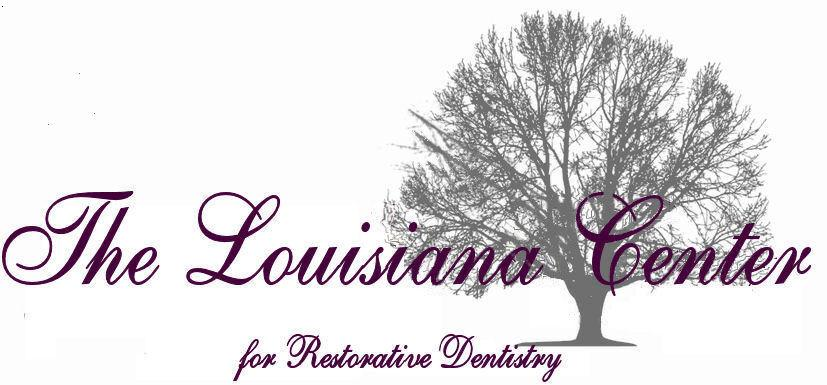 The Louisiana Center
for Restorative Dentistry